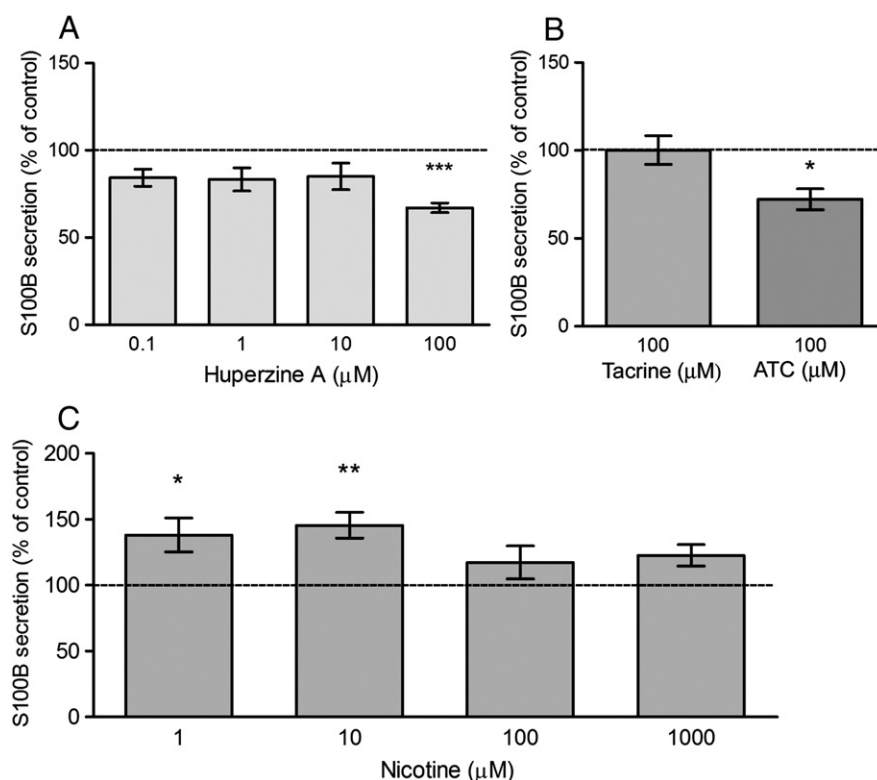 A
S100B secretion (% of control)
150
100
50
0
***
0.1 1 10 100
Huperzine A (μM)
B
S100B secretion (% of control)
150
100
50
0
*
100 100
Tacrine (μM) ATC (μM)
C
S100B secretion (% of control)
200
150
100
50
0
* **
1 10 100 1000
Nicotine (μM)